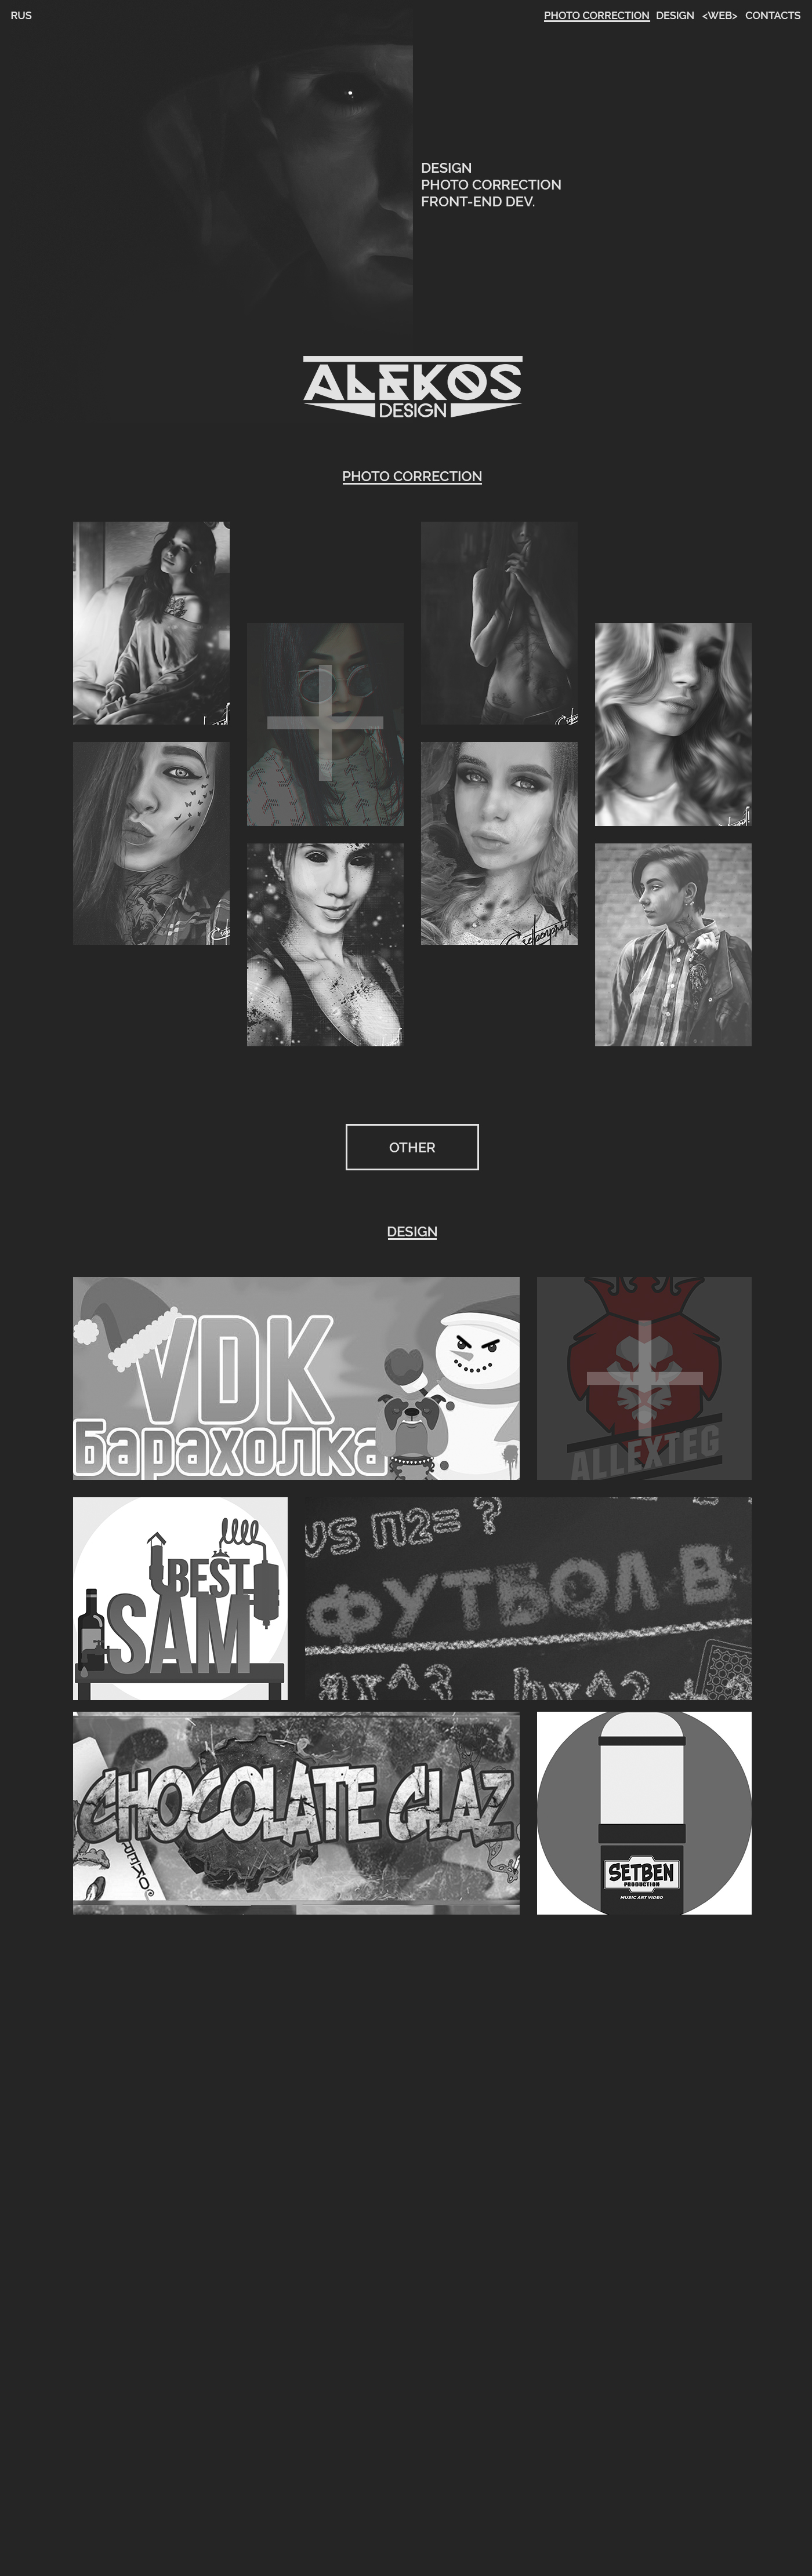 RUS
PHOTO CORRECTION DESIGN <WEB> CONTACTS
DESIGN
PHOTO CORRECTION
FRONT-END DEV.
ALEKOS
DESIGN
PHOTO CORRECTION
OTHER
DESIGN
VDK
Барахолка
ALLEXTEG
BEST
SAM
VS П2= ?
ФУТБОЛ В
CHOCOLATE GLAZ
SETBEN
PRODUCTION
MUSIC ART VIDEO